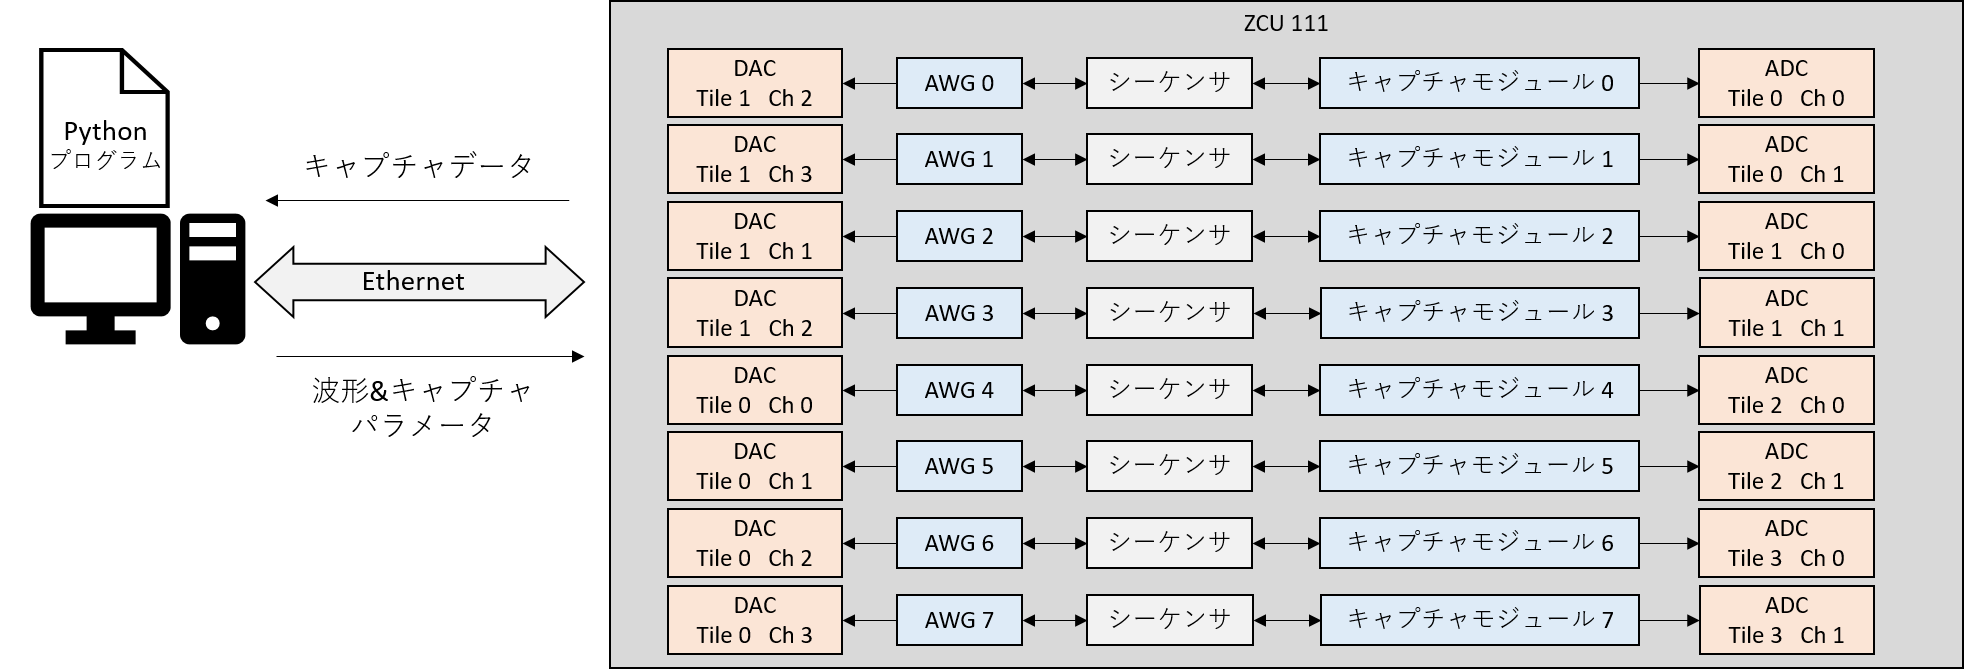 ZCU 111
Python
プログラム
キャプチャデータ
Ethernet
波形&キャプチャ
パラメータ
DAC
Tile 1 Ch 2
AWG 0
シーケンサ
キャプチャモジュール 0
ADC
Tile 0 Ch 0
DAC
Tile 1 Ch 3
AWG 1
シーケンサ
キャプチャモジュール 1
ADC
Tile 0 Ch 1
DAC
Tile 1 Ch 1
AWG 2
シーケンサ
キャプチャモジュール 2
ADC
Tile 1 Ch 0
DAC
Tile 1 Ch 2
AWG 3
シーケンサ
キャプチャモジュール 3
ADC
Tile 1 Ch 1
DAC
Tile 0 Ch 0
AWG 4
シーケンサ
キャプチャモジュール 4
ADC
Tile 2 Ch 0
DAC
Tile 0 Ch 1
AWG 5
シーケンサ
キャプチャモジュール 5
ADC
Tile 2 Ch 1
DAC
Tile 0 Ch 2
AWG 6
シーケンサ
キャプチャモジュール 6
ADC
Tile 3 Ch 0
DAC
Tile 0 Ch 3
AWG 7
シーケンサ
キャプチャモジュール 7
ADC
Tile 3 Ch 1